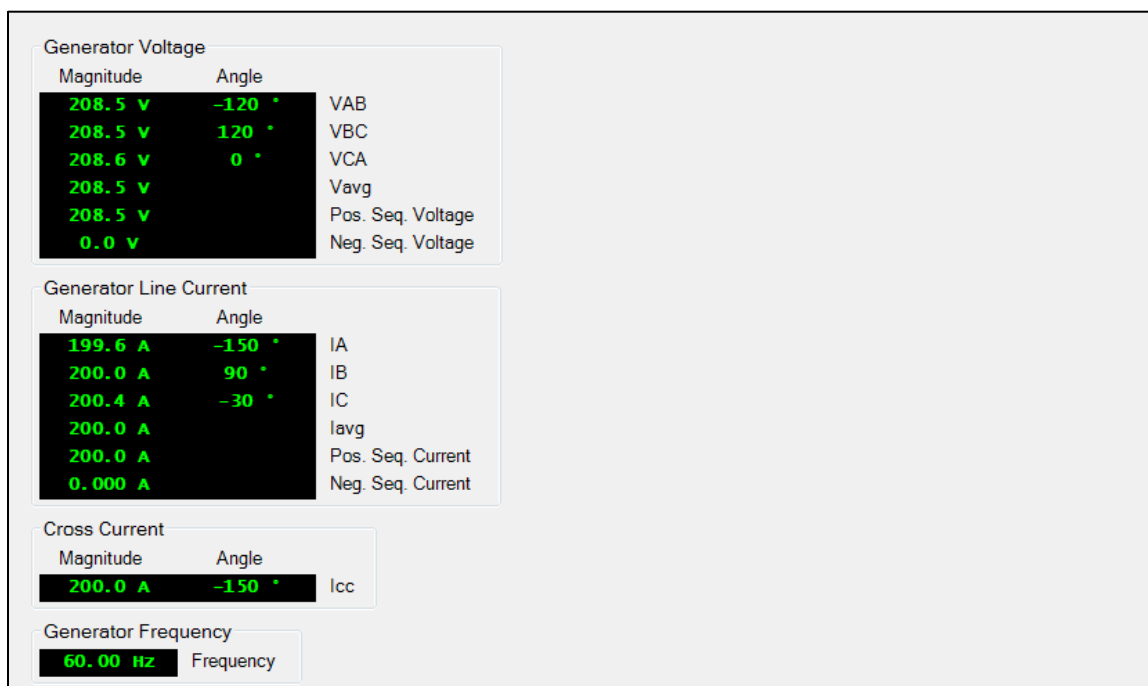 Generator Voltage
Magnitude Angle
208.5 V -120 ° VAB
208.5 V 120 ° VBC
208.6 V 0 ° VCA
208.5 V Vavg
208.5 V Pos. Seq. Voltage
0.0 V Neg. Seq. Voltage
Generator Line Current
Magnitude Angle
199.6 A -150 ° IA
200.0 A 90 ° IB
200.4 A -30 ° IC
200.0 A Iavg
200.0 A Pos. Seq. Current
0.000 A Neg. Seq. Current
Cross Current
Magnitude Angle
200.0 A -150 ° Icc
Generator Frequency
60.00 Hz Frequency